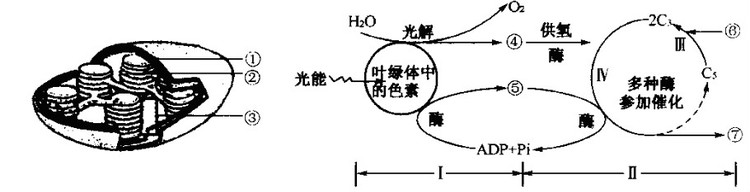 ①
②
③
H₂O
光解
O₂
④
供氢
酶
光能
叶绿体中
的色素
⑤
酶
酶
ADP+Pi
2C₃
Ⅲ
⑥
Ⅳ
C₅
多种酶
参加催化
⑦
Ⅰ
Ⅱ